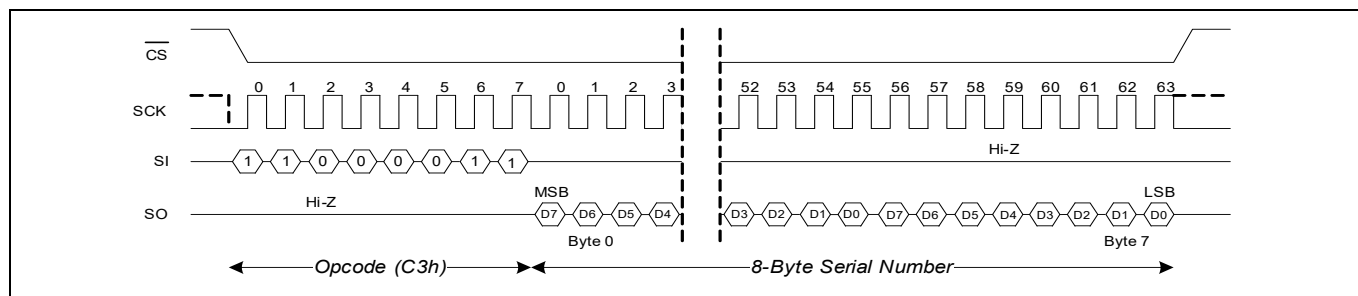 CS
0 1 2 3 4 5 6 7 0 1 2 3 52 53 54 55 56 57 58 59 60 61 62 63
SCK
Hi-Z
SI 1 1 0 0 0 0 1 1
MSB LSB
Hi-Z
SO D7 D6 D5 D4 D3 D2 D1 D0 D7 D6 D5 D4 D3 D2 D1 D0
Byte 0 Byte 7
Opcode (C3h) 8-Byte Serial Number